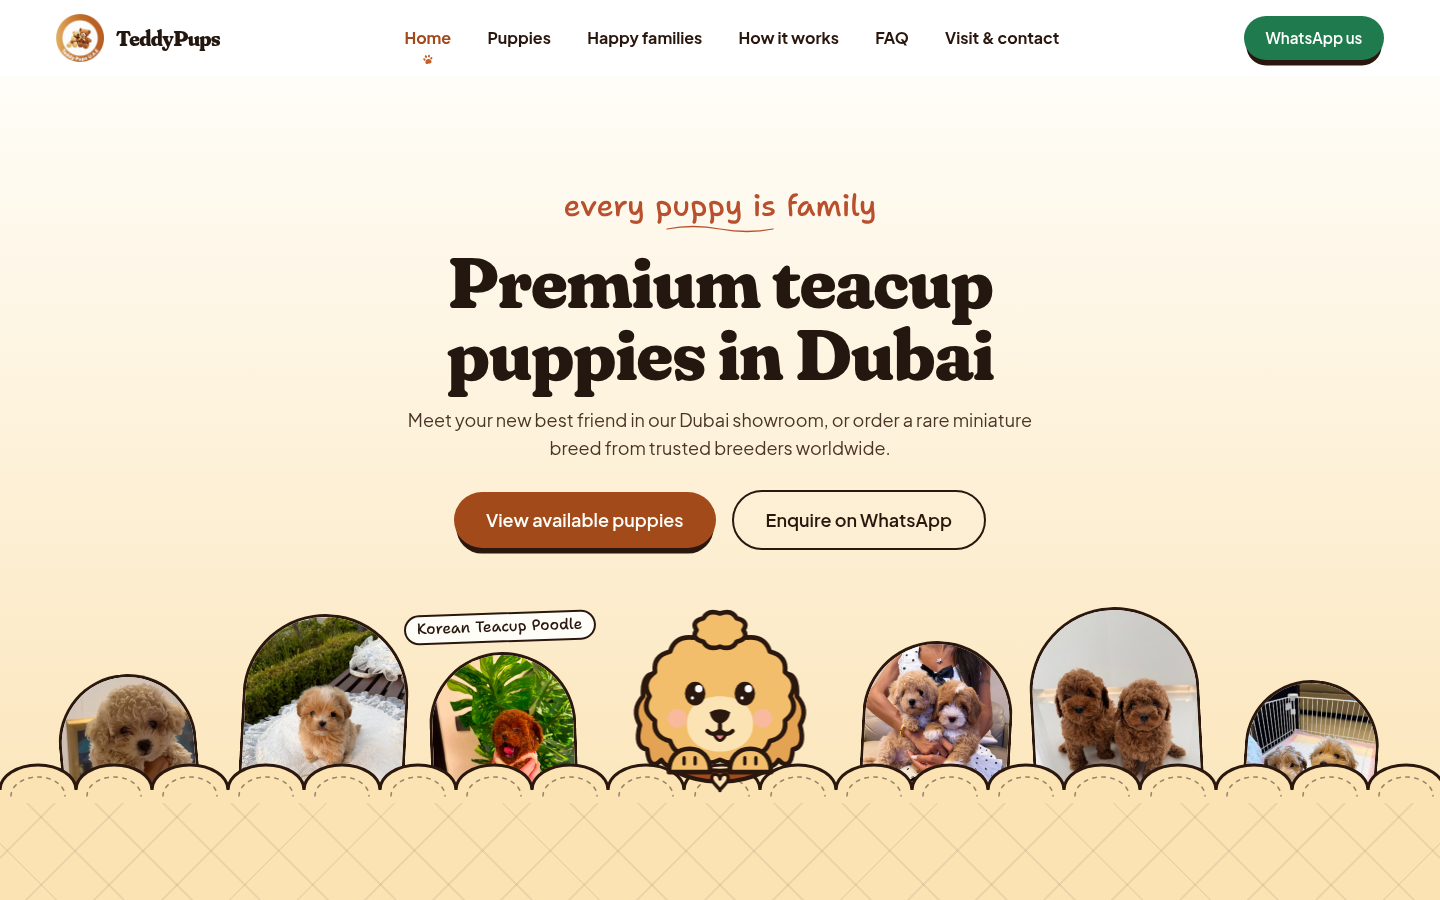 TeddyPups
Home
Puppies
Happy families
How it works
FAQ
Visit & contact
WhatsApp us
every puppy is family
Premium teacup
puppies in Dubai
Meet your new best friend in our Dubai showroom, or order a rare miniature
breed from trusted breeders worldwide.
View available puppies
Enquire on WhatsApp
Korean Teacup Poodle